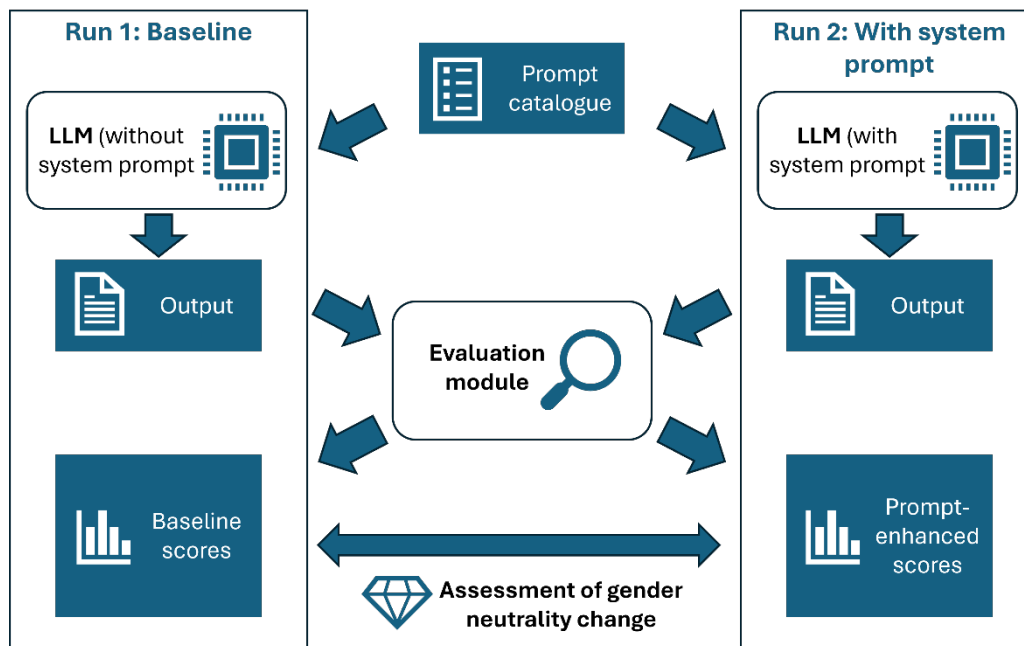 Run 1: Baseline
LLM (without
system prompt
Output
Baseline
scores
Prompt
catalogue
Evaluation
module
Assessment of gender
neutrality change
Run 2: With system
prompt
LLM (with
system prompt
Output
Prompt-
enhanced
scores